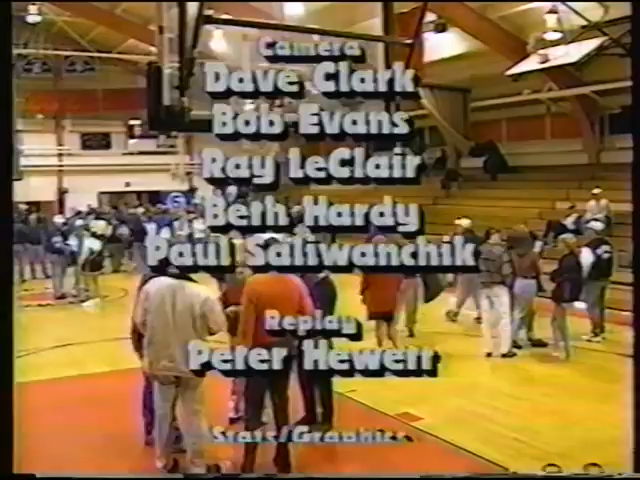 Camera
Dave Clark
Bob Evans
Ray LeClair
Beth Hardy
Paul Saliwanchik
Replay
Peter Hewett
Stats/Graphics